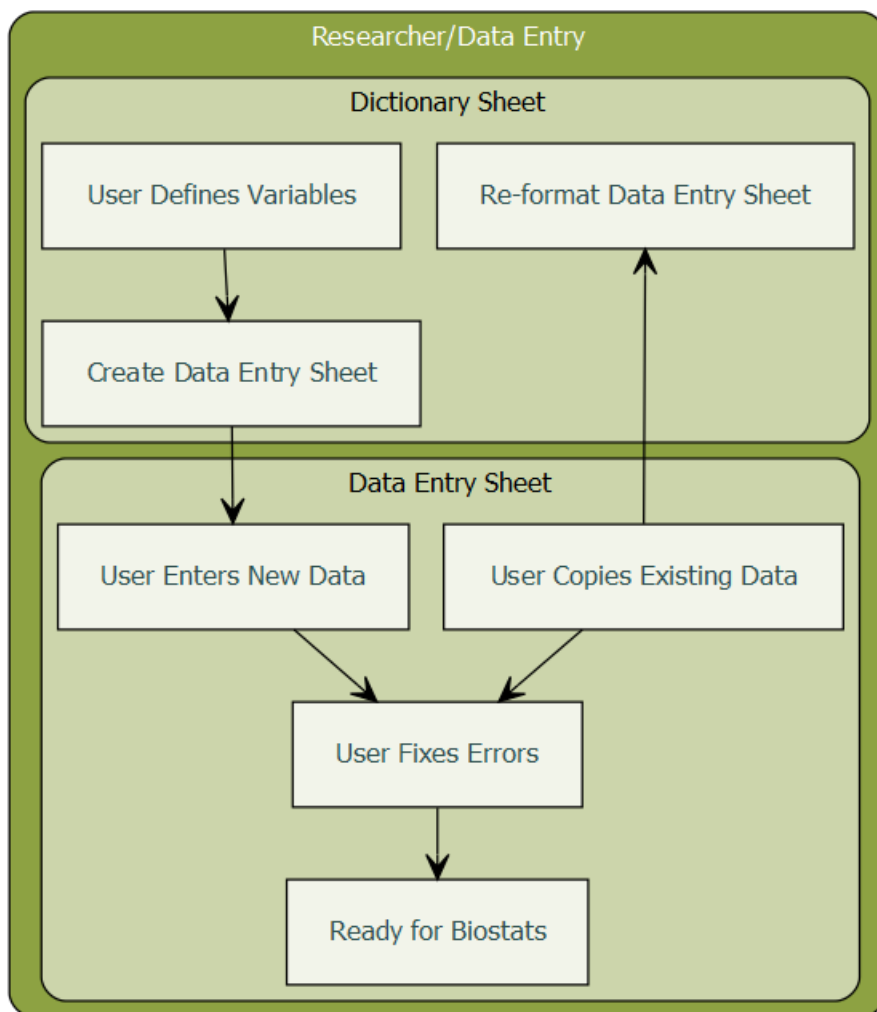 Researcher/Data Entry
Dictionary Sheet
User Defines Variables
Re-format Data Entry Sheet
Create Data Entry Sheet
Data Entry Sheet
User Enters New Data
User Copies Existing Data
User Fixes Errors
Ready for Biostats